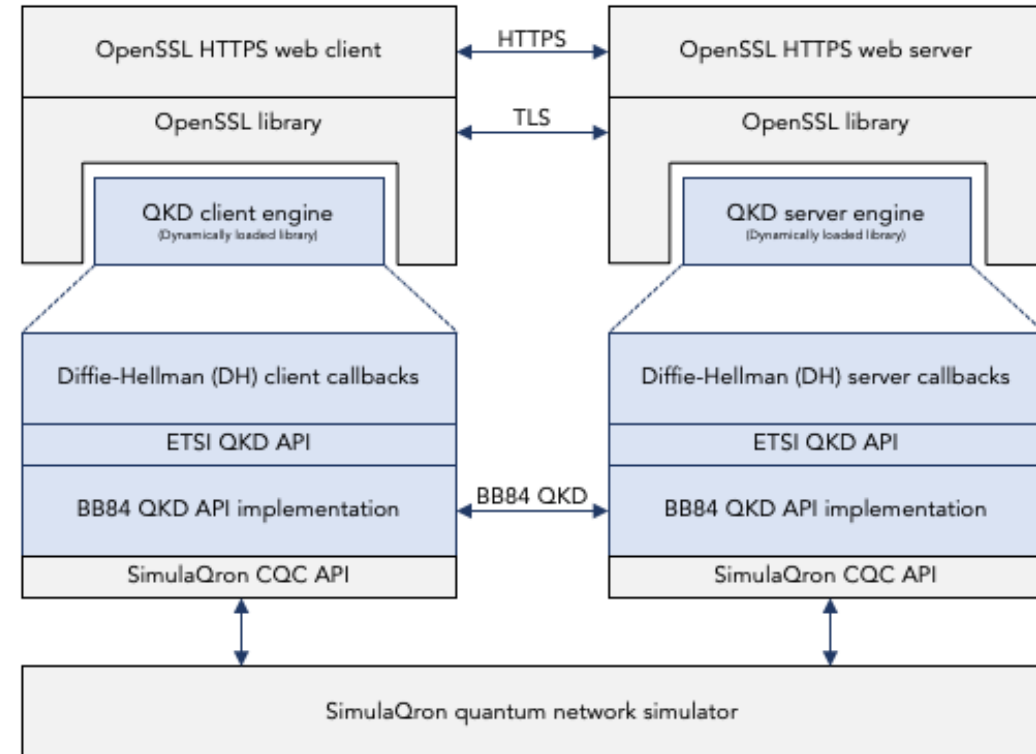 OpenSSL HTTPS web client
HTTPS
OpenSSL HTTPS web server
OpenSSL library
TLS
OpenSSL library
QKD client engine
(Dynamically loaded library)
QKD server engine
(Dynamically loaded library)
Diffie-Hellman (DH) client callbacks
Diffie-Hellman (DH) server callbacks
ETSI QKD API
ETSI QKD API
BB84 QKD API implementation
BB84 QKD
BB84 QKD API implementation
SimulaQron CQC API
SimulaQron CQC API
SimulaQron quantum network simulator